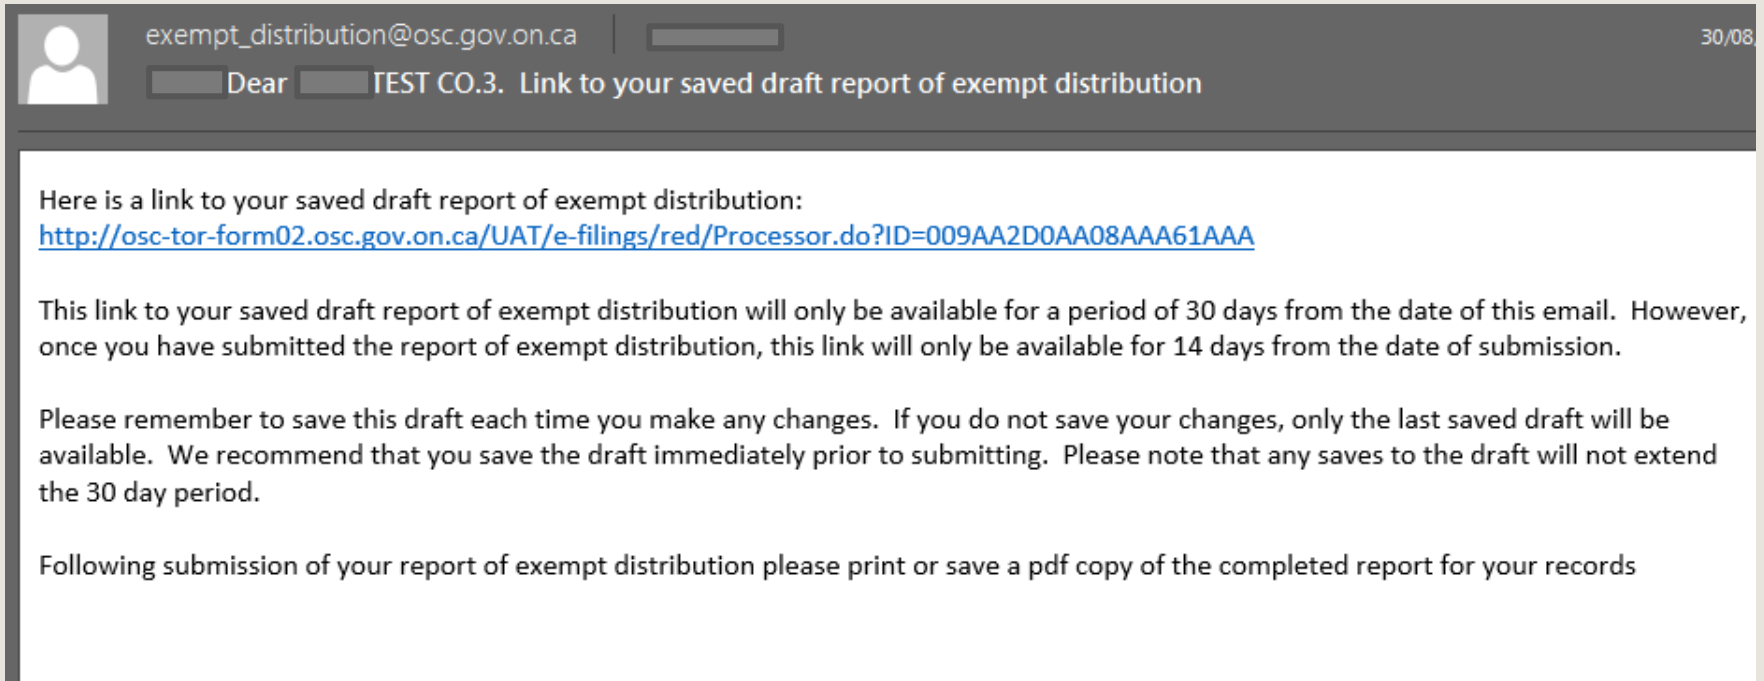 exempt_distribution@osc.gov.on.ca
30/08
Dear TEST CO.3.  Link to your saved draft report of exempt distribution
Here is a link to your saved draft report of exempt distribution:
http://osc-tor-form02.osc.gov.on.ca/UAT/e-filings/red/Processor.do?ID=009AA2D0AA08AAA61AAA
This link to your saved draft report of exempt distribution will only be available for a period of 30 days from the date of this email.  However,
once you have submitted the report of exempt distribution, this link will only be available for 14 days from the date of submission.
Please remember to save this draft each time you make any changes.  If you do not save your changes, only the last saved draft will be
available.  We recommend that you save the draft immediately prior to submitting.  Please note that any saves to the draft will not extend
the 30 day period.
Following submission of your report of exempt distribution please print or save a pdf copy of the completed report for your records